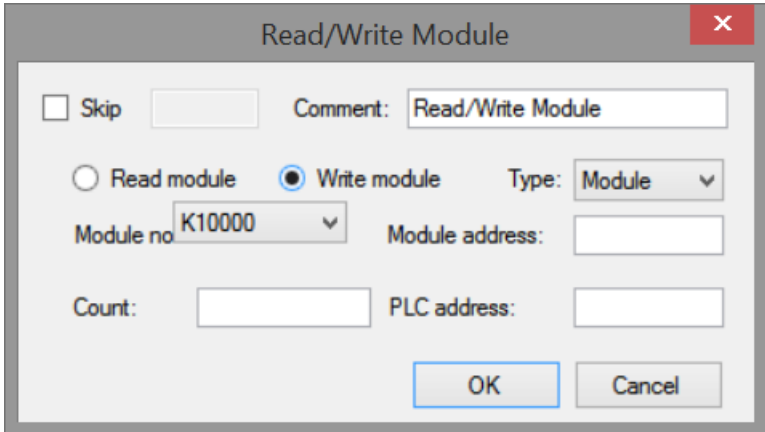 Read/Write Module
Skip Comment: Read/Write Module
Read module Write module Type: Module
Module no K10000 Module address:
Count: PLC address:
OK Cancel